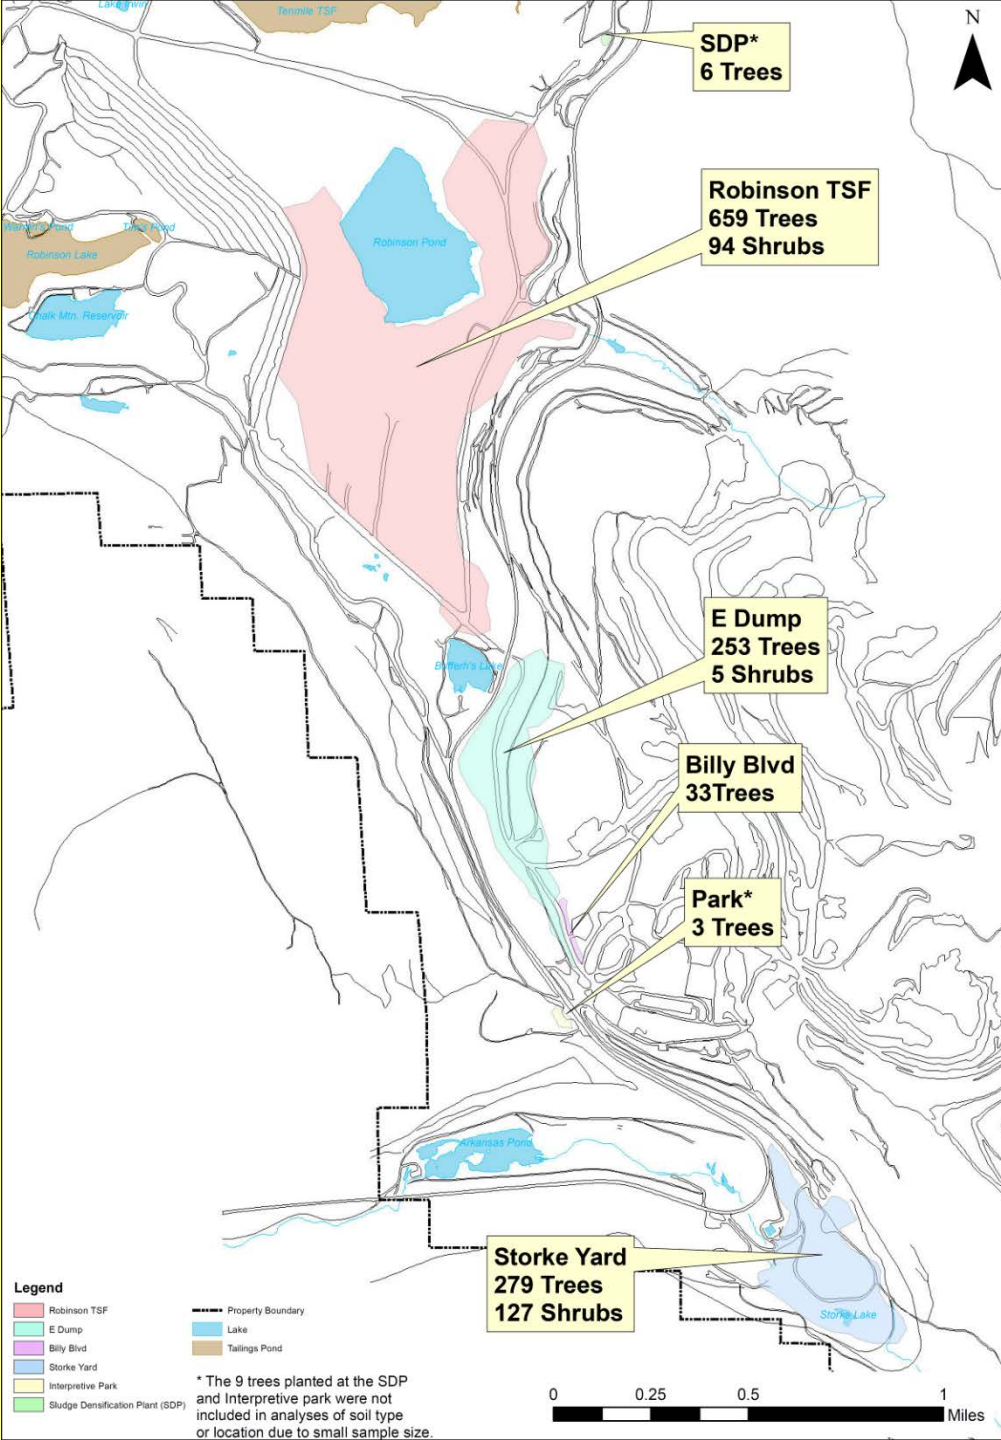 Lake Irwin
Tenmile TSF
N
SDP*
6 Trees
Robinson TSF
659 Trees
94 Shrubs
Robinson Pond
Robinson Lake
Chalk Mtn. Reservoir
E Dump
253 Trees
5 Shrubs
Billy Blvd
33Trees
Park*
3 Trees
Arkansas Pond
Storke Yard
279 Trees
127 Shrubs
Storke Lake
Legend
Robinson TSF
E Dump
Billy Blvd
Storke Yard
Interpretive Park
Sludge Densification Plant (SDP)
Property Boundary
Lake
Tailings Pond
* The 9 trees planted at the SDP
and Interpretive park were not
included in analyses of soil type
or location due to small sample size.
0 0.25 0.5 1
Miles